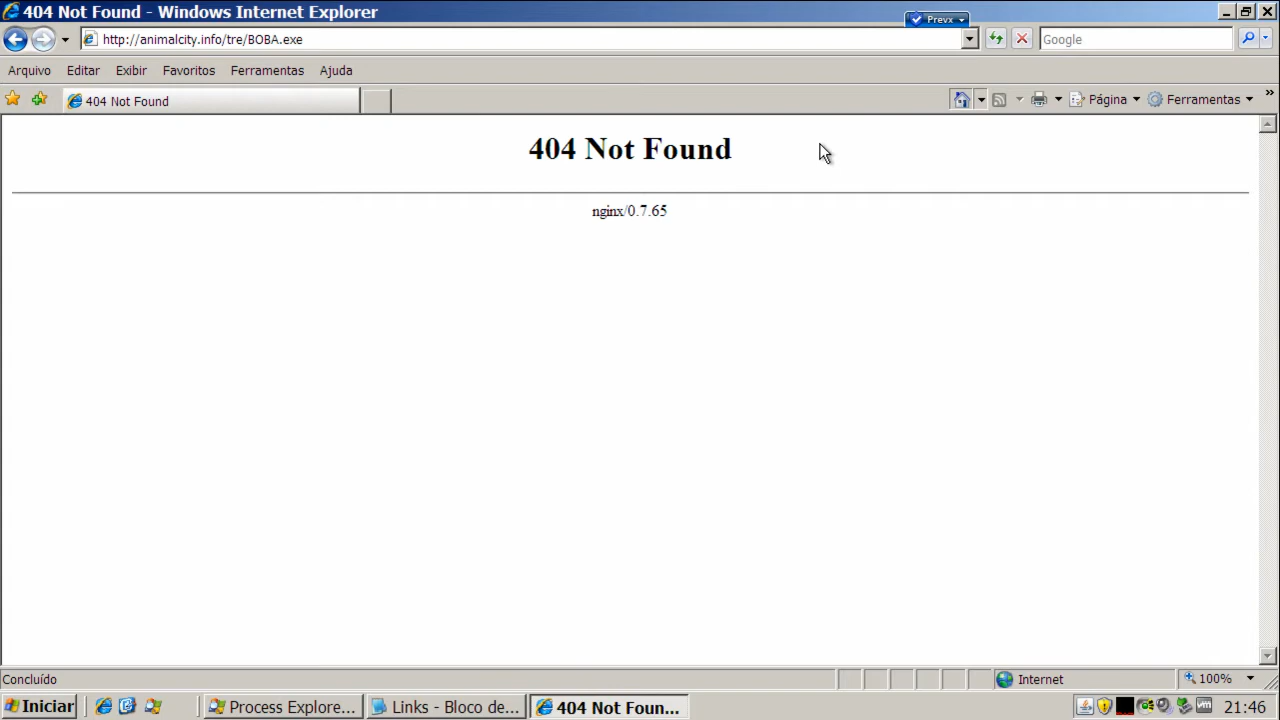 404 Not Found - Windows Internet Explorer
Prevx
http://animalcity.info/tre/BOBA.exe
Google
Arquivo Editar Exibir Favoritos Ferramentas Ajuda
404 Not Found
Página Ferramentas »
404 Not Found
nginx/0.7.65
Concluído
Internet
100%
Iniciar
Process Explore...
Links - Bloco de...
404 Not Foun...
vm
21:46